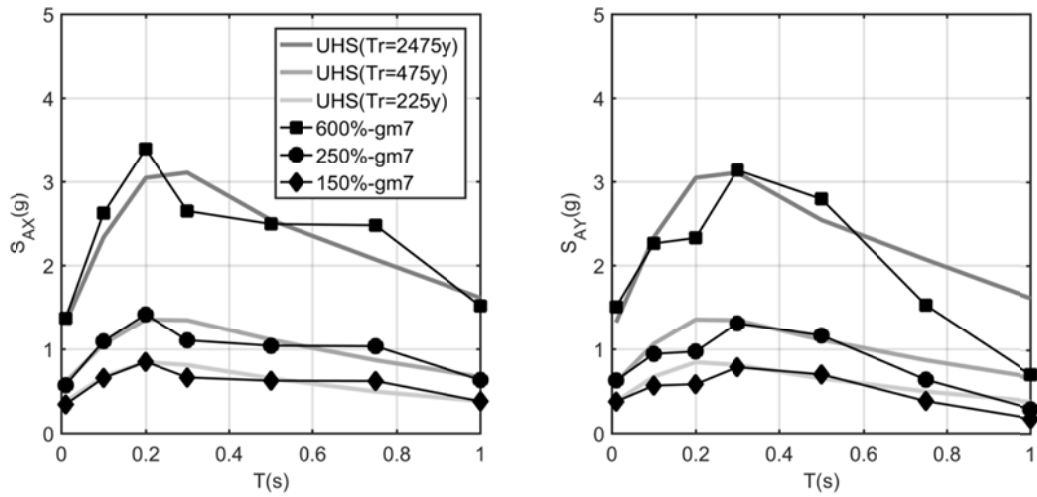 5
4
3
2
1
0
S_AX(g)
UHS(Tr=2475y)
UHS(Tr=475y)
UHS(Tr=225y)
600%-gm7
250%-gm7
150%-gm7
0 0.2 0.4 0.6 0.8 1
T(s)
5
4
3
2
1
0
S_AY(g)
0 0.2 0.4 0.6 0.8 1
T(s)